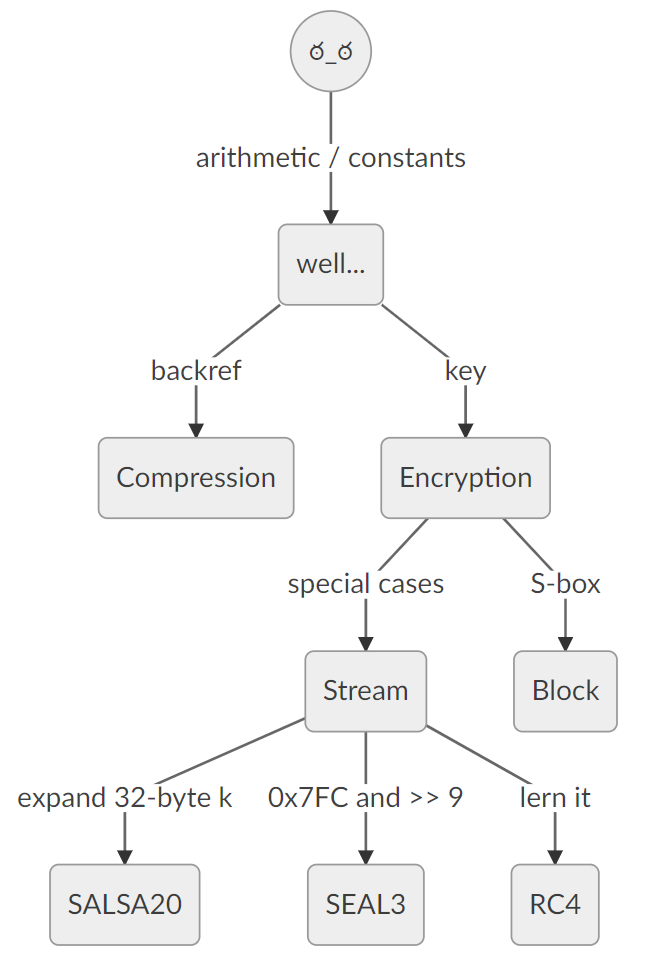 ಠ_ಠ
arithmetic / constants
well...
backref
key
Compression
Encryption
special cases
S-box
Stream
Block
expand 32-byte k
0x7FC and >> 9
lern it
SALSA20
SEAL3
RC4